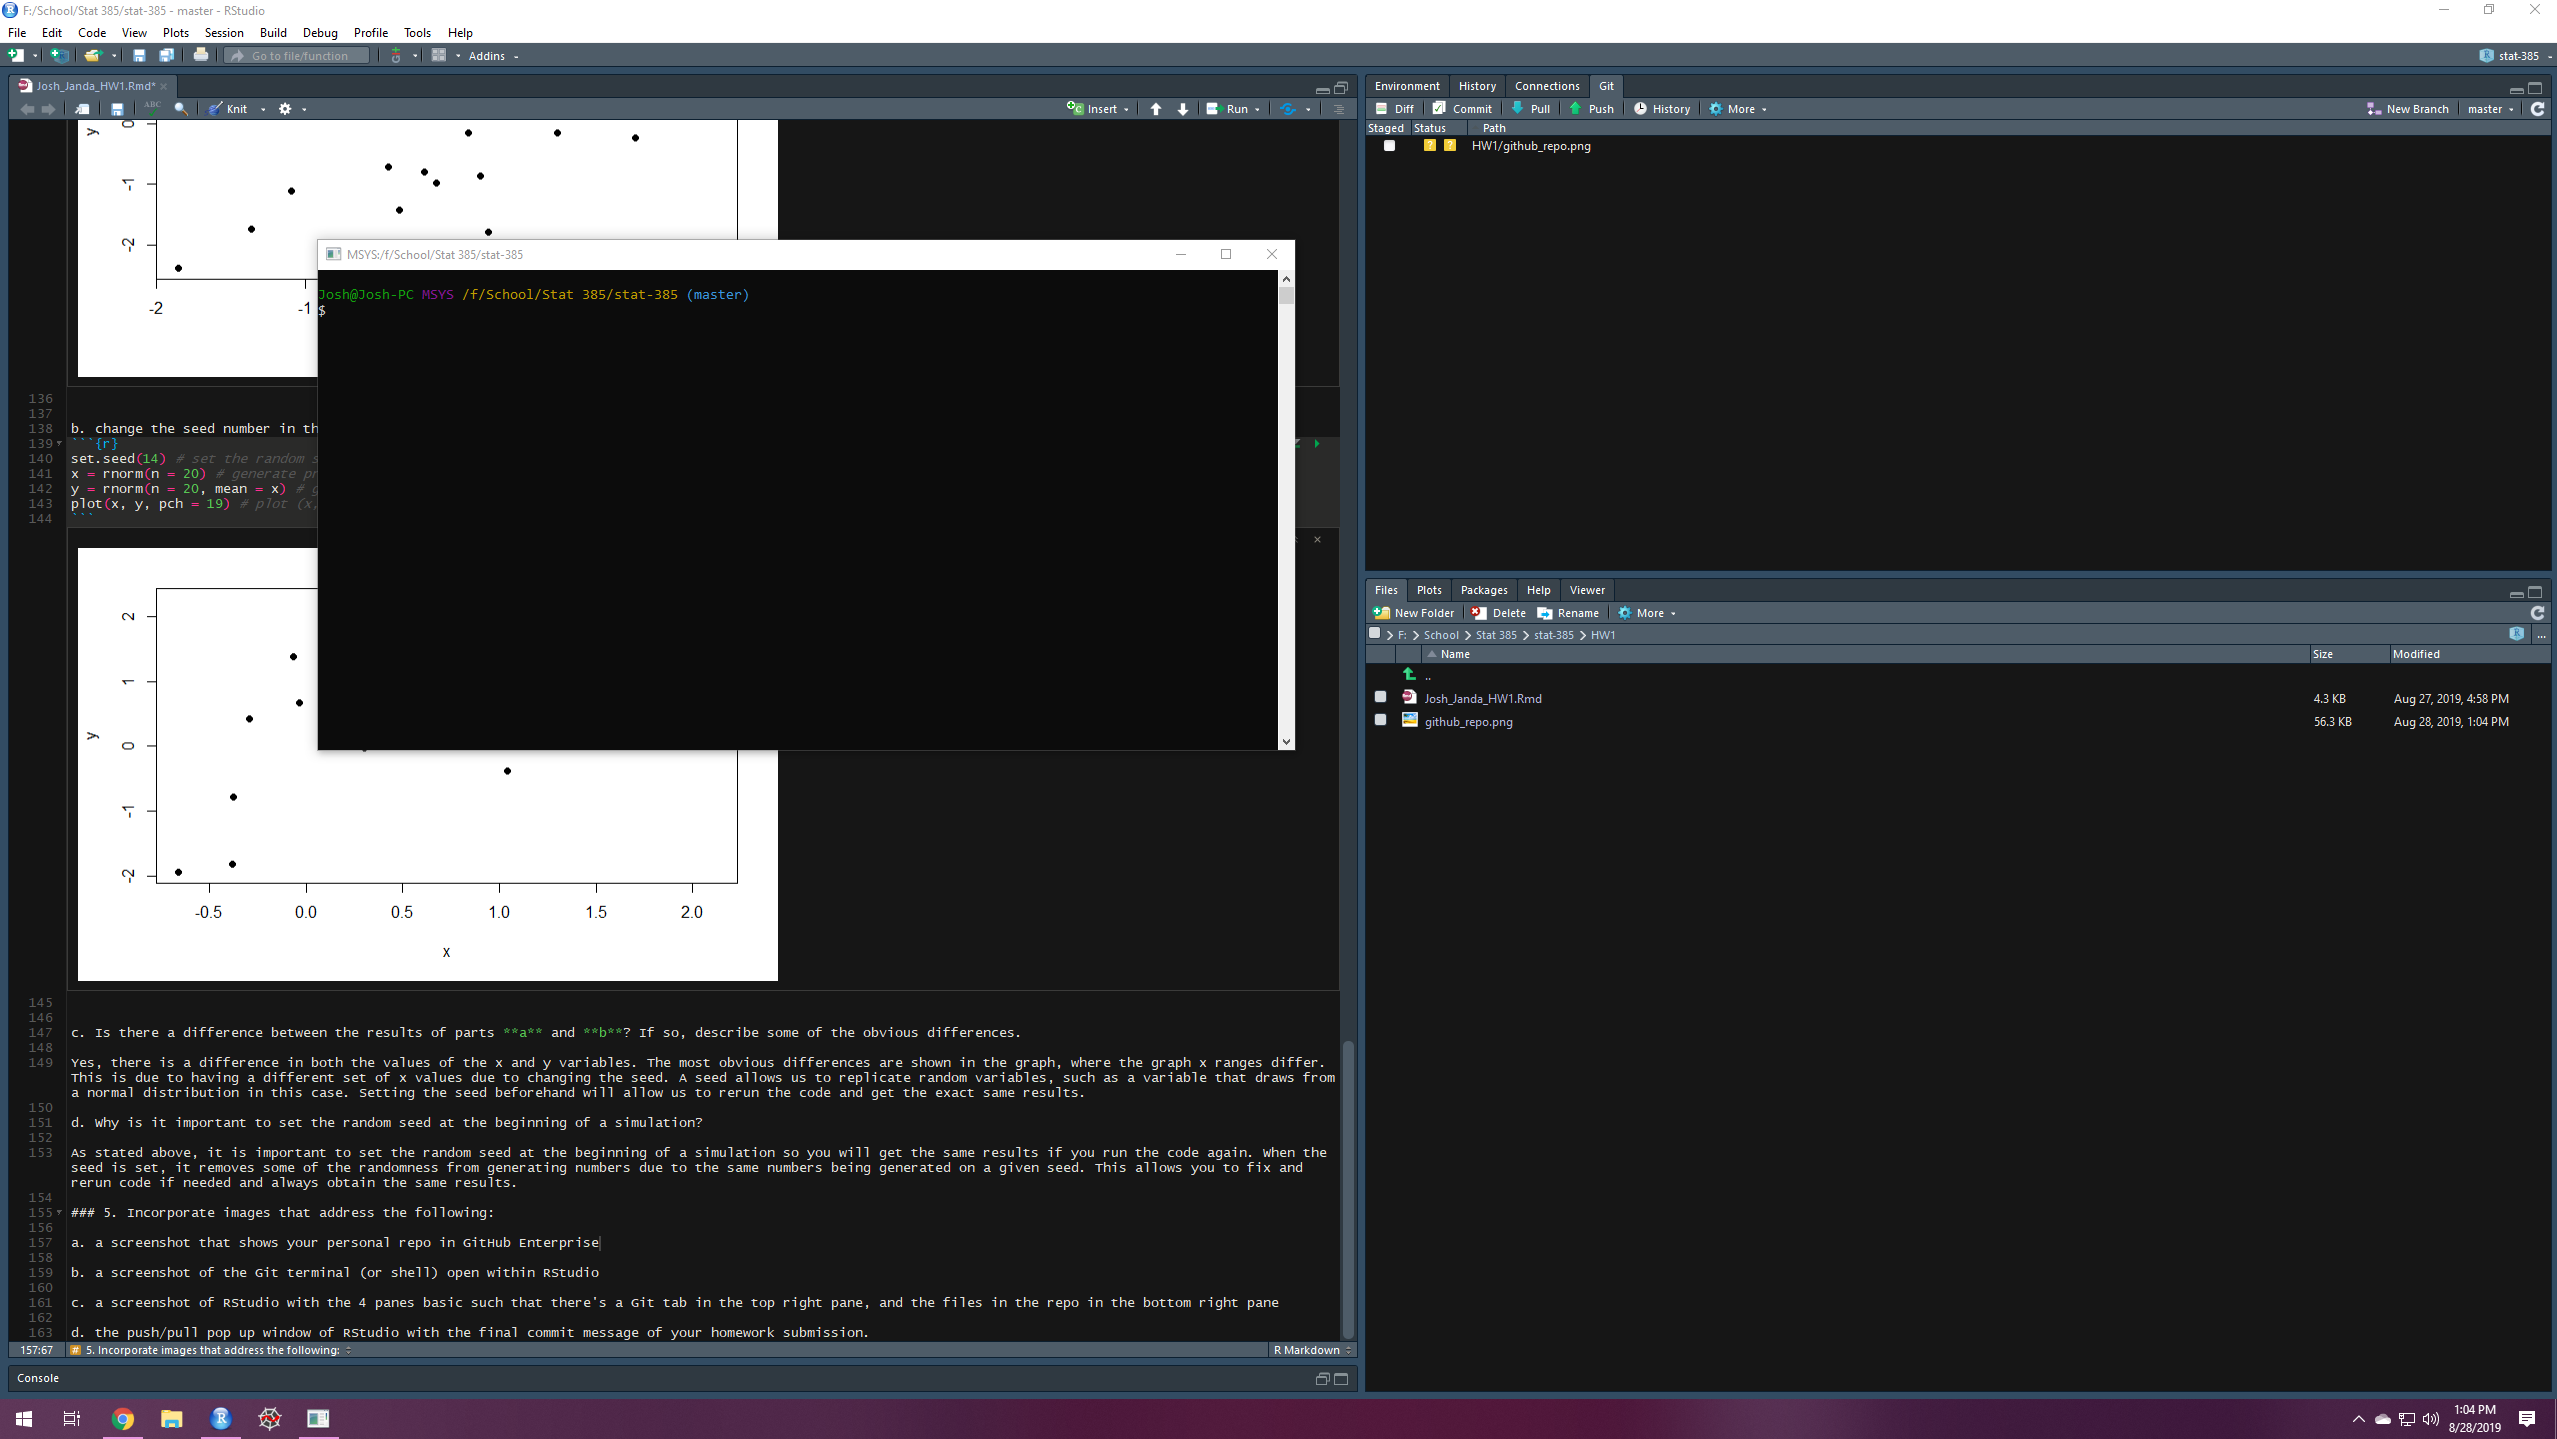 F:/School/Stat 385/stat-385 - master - RStudio
File Edit Code View Plots Session Build Debug Profile Tools Help
Go to file/function Addins stat-385
Josh_Janda_HW1.Rmd*
ABC Knit Insert Run
y
0
-1
-2
-2 -1
136
137
138 b. change the seed number in th
139 ```{r}
140 set.seed(14) # set the random s
141 x = rnorm(n = 20) # generate pr
142 y = rnorm(n = 20, mean = x) # g
143 plot(x, y, pch = 19) # plot (x,
144 ```
MSYS:/f/School/Stat 385/stat-385
Josh@Josh-PC MSYS /f/School/Stat 385/stat-385 (master)
$
2
1
y
0
-1
-2
-0.5 0.0 0.5 1.0 1.5 2.0
x
145
146
147 c. Is there a difference between the results of parts **a** and **b**? If so, describe some of the obvious differences.
148
149 Yes, there is a difference in both the values of the x and y variables. The most obvious differences are shown in the graph, where the graph x ranges differ.
This is due to having a different set of x values due to changing the seed. A seed allows us to replicate random variables, such as a variable that draws from
a normal distribution in this case. Setting the seed beforehand will allow us to rerun the code and get the exact same results.
150
151 d. Why is it important to set the random seed at the beginning of a simulation?
152
153 As stated above, it is important to set the random seed at the beginning of a simulation so you will get the same results if you run the code again. When the
seed is set, it removes some of the randomness from generating numbers due to the same numbers being generated on a given seed. This allows you to fix and
rerun code if needed and always obtain the same results.
154
155 ### 5. Incorporate images that address the following:
156
157 a. a screenshot that shows your personal repo in GitHub Enterprise
158
159 b. a screenshot of the Git terminal (or shell) open within RStudio
160
161 c. a screenshot of RStudio with the 4 panes basic such that there's a Git tab in the top right pane, and the files in the repo in the bottom right pane
162
163 d. the push/pull pop up window of RStudio with the final commit message of your homework submission.
157:67 # 5. Incorporate images that address the following: R Markdown
Console
Environment History Connections Git
Diff Commit Pull Push History More New Branch master
Staged Status Path
? ? HW1/github_repo.png
Files Plots Packages Help Viewer
New Folder Delete Rename More
F: School Stat 385 stat-385 HW1 ...
Name Size Modified
..
Josh_Janda_HW1.Rmd 4.3 KB Aug 27, 2019, 4:58 PM
github_repo.png 56.3 KB Aug 28, 2019, 1:04 PM
1:04 PM
8/28/2019